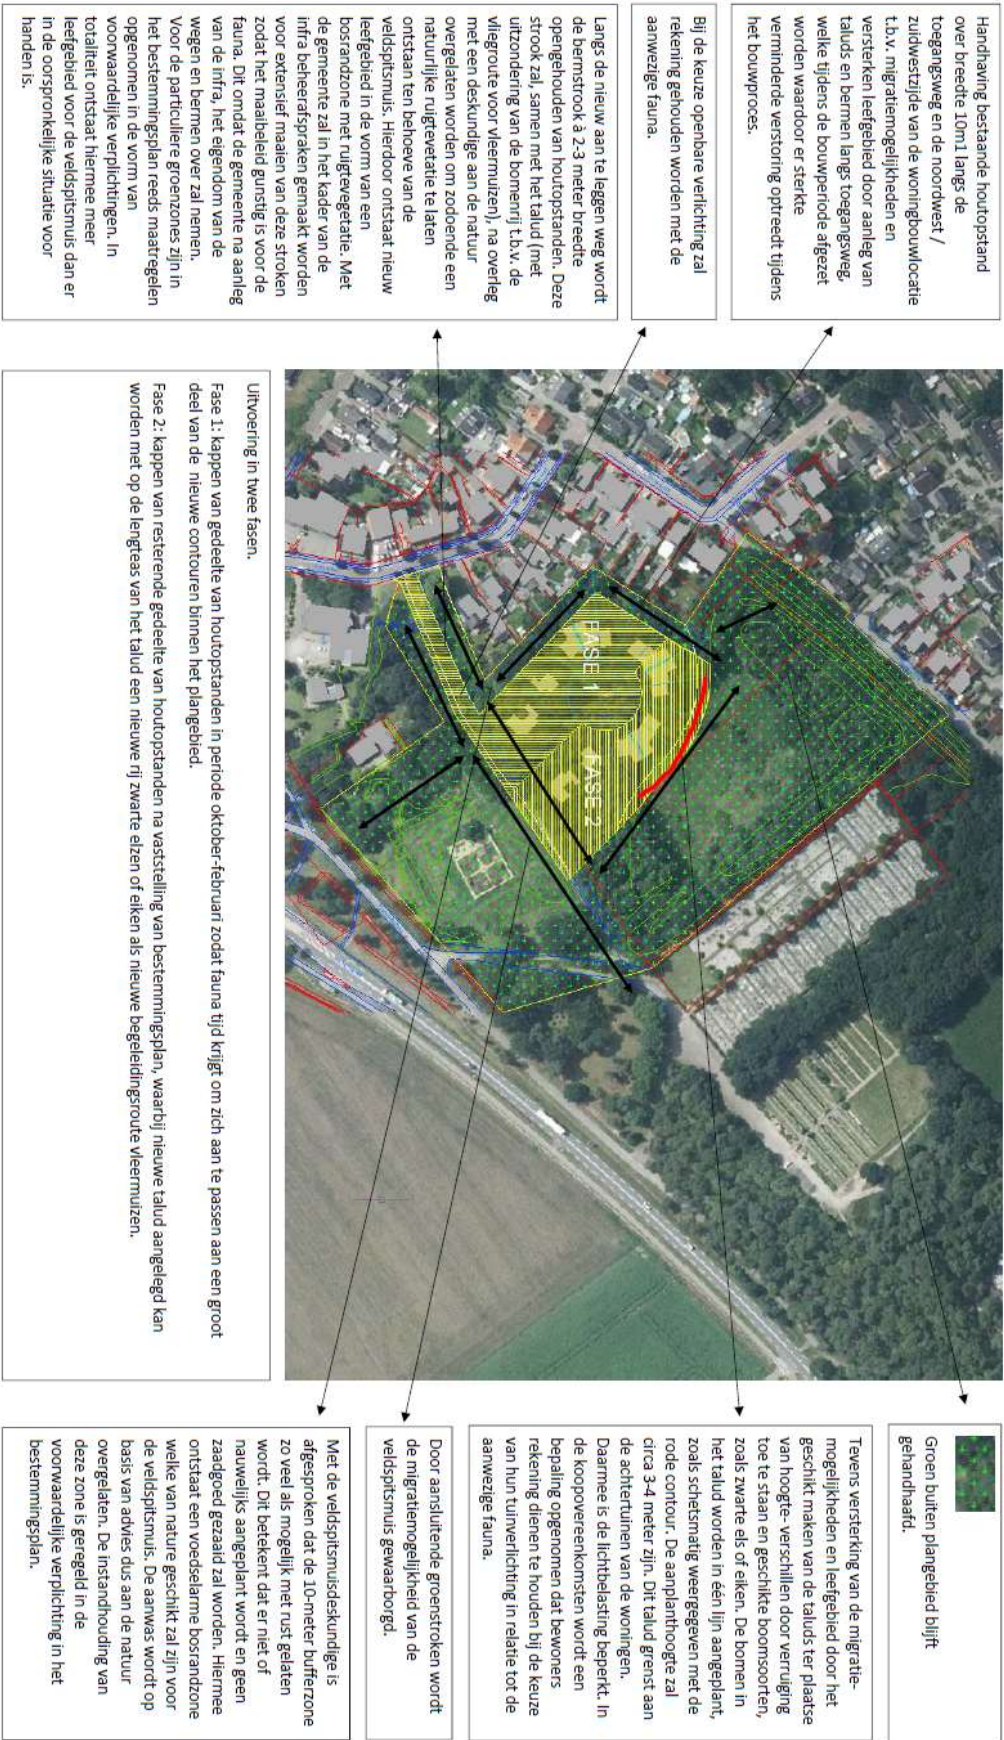 Handhaving bestaande houtopstand
over breedte 10m1 langs de
toegangsweg en de noordwest /
zuidwestzijde van de woningbouwlocatie
t.b.v. migratiemogelijkheden en
versterken leefgebied door aanleg van
taluds en bermen langs toegangsweg,
welke tijdens de bouwperiode afgezet
worden waardoor er sterkte
verminderde verstoring optreedt tijdens
het bouwproces.
Bij de keuze openbare verlichting zal
rekening gehouden worden met de
aanwezige fauna.
Langs de nieuw aan te leggen weg wordt
de bermstrook à 2-3 meter breedte
opengehouden van houtopstanden. Deze
strook zal, samen met het talud (met
uitzondering van de bomenrij t.b.v. de
vliegroute voor vleermuizen), na overleg
met een deskundige aan de natuur
overgelaten worden om zodoende een
natuurlijke ruigtevetatie te laten
ontstaan ten behoeve van de
veldspitsmuis. Hierdoor ontstaat nieuw
leefgebied in de vorm van een
bosrandzone met ruigtevegetatie. Met
de gemeente zal in het kader van de
infra beheerafspraken gemaakt worden
voor extensief maaien van deze stroken
zodat het maaibeleid gunstig is voor de
fauna. Dit omdat de gemeente na aanleg
van de infra, het eigendom van de
wegen en bermen over zal nemen.
Voor de particuliere groenzones zijn in
het bestemmingsplan reeds maatregelen
opgenomen in de vorm van
voorwaardelijke verplichtingen. In
totaliteit ontstaat hiermee meer
leefgebied voor de veldspitsmuis dan er
in de oorspronkelijke situatie voor
handen is.
FASE 1
FASE 2
Uitvoering in twee fasen.
Fase 1: kappen van gedeelte van houtopstanden in periode oktober-februari zodat fauna tijd krijgt om zich aan te passen aan een groot
deel van de nieuwe contouren binnen het plangebied.
Fase 2: kappen van resterende gedeelte van houtopstanden na vaststelling van bestemmingsplan, waarbij nieuwe talud aangelegd kan
worden met op de lengteas van het talud een nieuwe rij zwarte elzen of eiken als nieuwe begeleidingsroute vleermuizen.
Groen buiten plangebied blijft
gehandhaafd.
Tevens versterking van de migratie-
mogelijkheden en leefgebied door het
geschikt maken van de taluds ter plaatse
van hoogte- verschillen door verruiging
toe te staan en geschikte boomsoorten,
zoals zwarte els of eiken. De bomen in
het talud worden in één lijn aangeplant,
zoals schetsmatig weergegeven met de
rode contour. De aanplanthoogte zal
circa 3-4 meter zijn. Dit talud grenst aan
de achtertuinen van de woningen.
Daarmee is de lichtbelasting beperkt. In
de koopovereenkomsten wordt een
bepaling opgenomen dat bewoners
rekening dienen te houden bij de keuze
van hun tuinverlichting in relatie tot de
aanwezige fauna.
Door aansluitende groenstroken wordt
de migratiemogelijkheid van de
veldspitsmuis gewaarborgd.
Met de veldspitsmuisdeskundige is
afgesproken dat de 10-meter bufferzone
zo veel als mogelijk met rust gelaten
wordt. Dit betekent dat er niet of
nauwelijks aangeplant wordt en geen
zaadgoed gezaaid zal worden. Hiermee
ontstaat een voedselarme bosrandzone
welke van nature geschikt zal zijn voor
de veldspitsmuis. De aanwas wordt op
basis van advies dus aan de natuur
overgelaten. De instandhouding van
deze zone is geregeld in de
voorwaardelijke verplichting in het
bestemmingsplan.